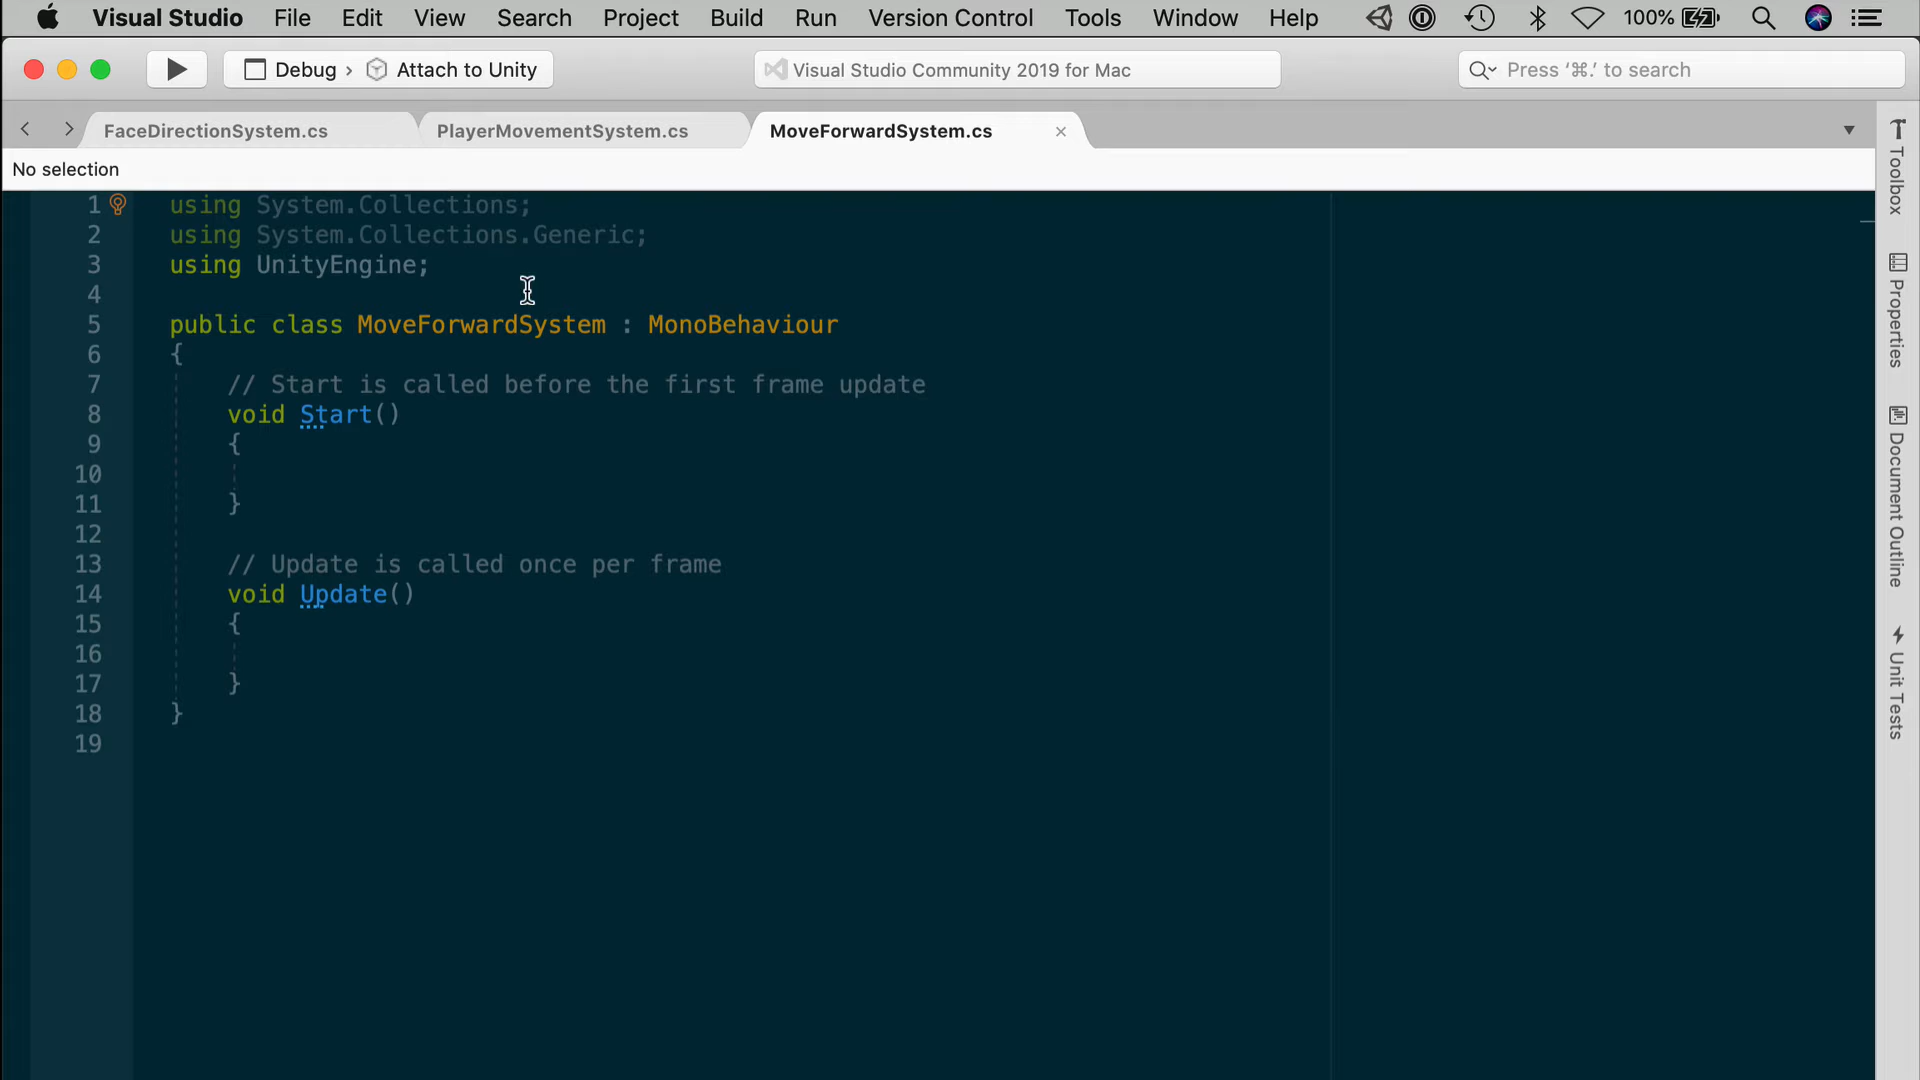 Visual Studio File Edit View Search Project Build Run Version Control Tools Window Help 100%
Debug › Attach to Unity Visual Studio Community 2019 for Mac Press ‘⌘.’ to search
FaceDirectionSystem.cs PlayerMovementSystem.cs MoveForwardSystem.cs ×
No selection
1 using System.Collections;
2 using System.Collections.Generic;
3 using UnityEngine;
4
5 public class MoveForwardSystem : MonoBehaviour
6 {
7 // Start is called before the first frame update
8 void Start()
9 {
10
11 }
12
13 // Update is called once per frame
14 void Update()
15 {
16
17 }
18 }
19
Toolbox
Properties
Document Outline
Unit Tests